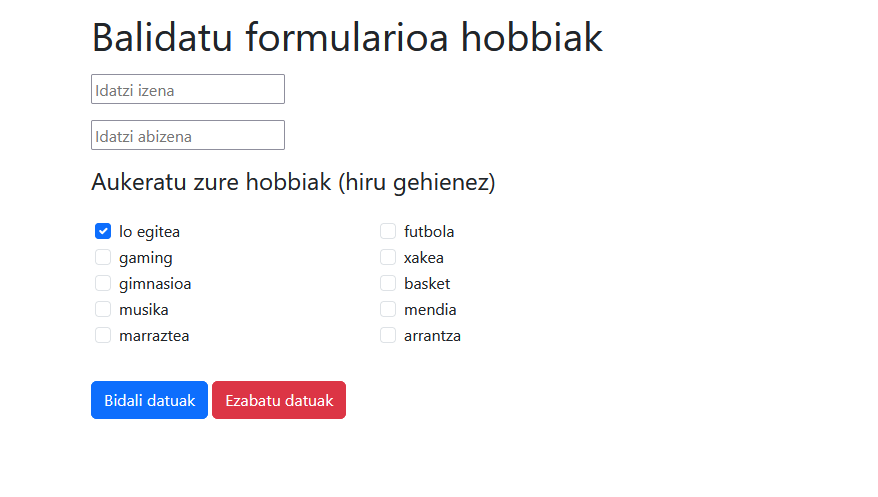 Balidatu formularioa hobbiak
Idatzi izena
Idatzi abizena
Aukeratu zure hobbiak (hiru gehienez)
lo egitea
gaming
gimnasioa
musika
marraztea
futbola
xakea
basket
mendia
arrantza
Bidali datuak
Ezabatu datuak